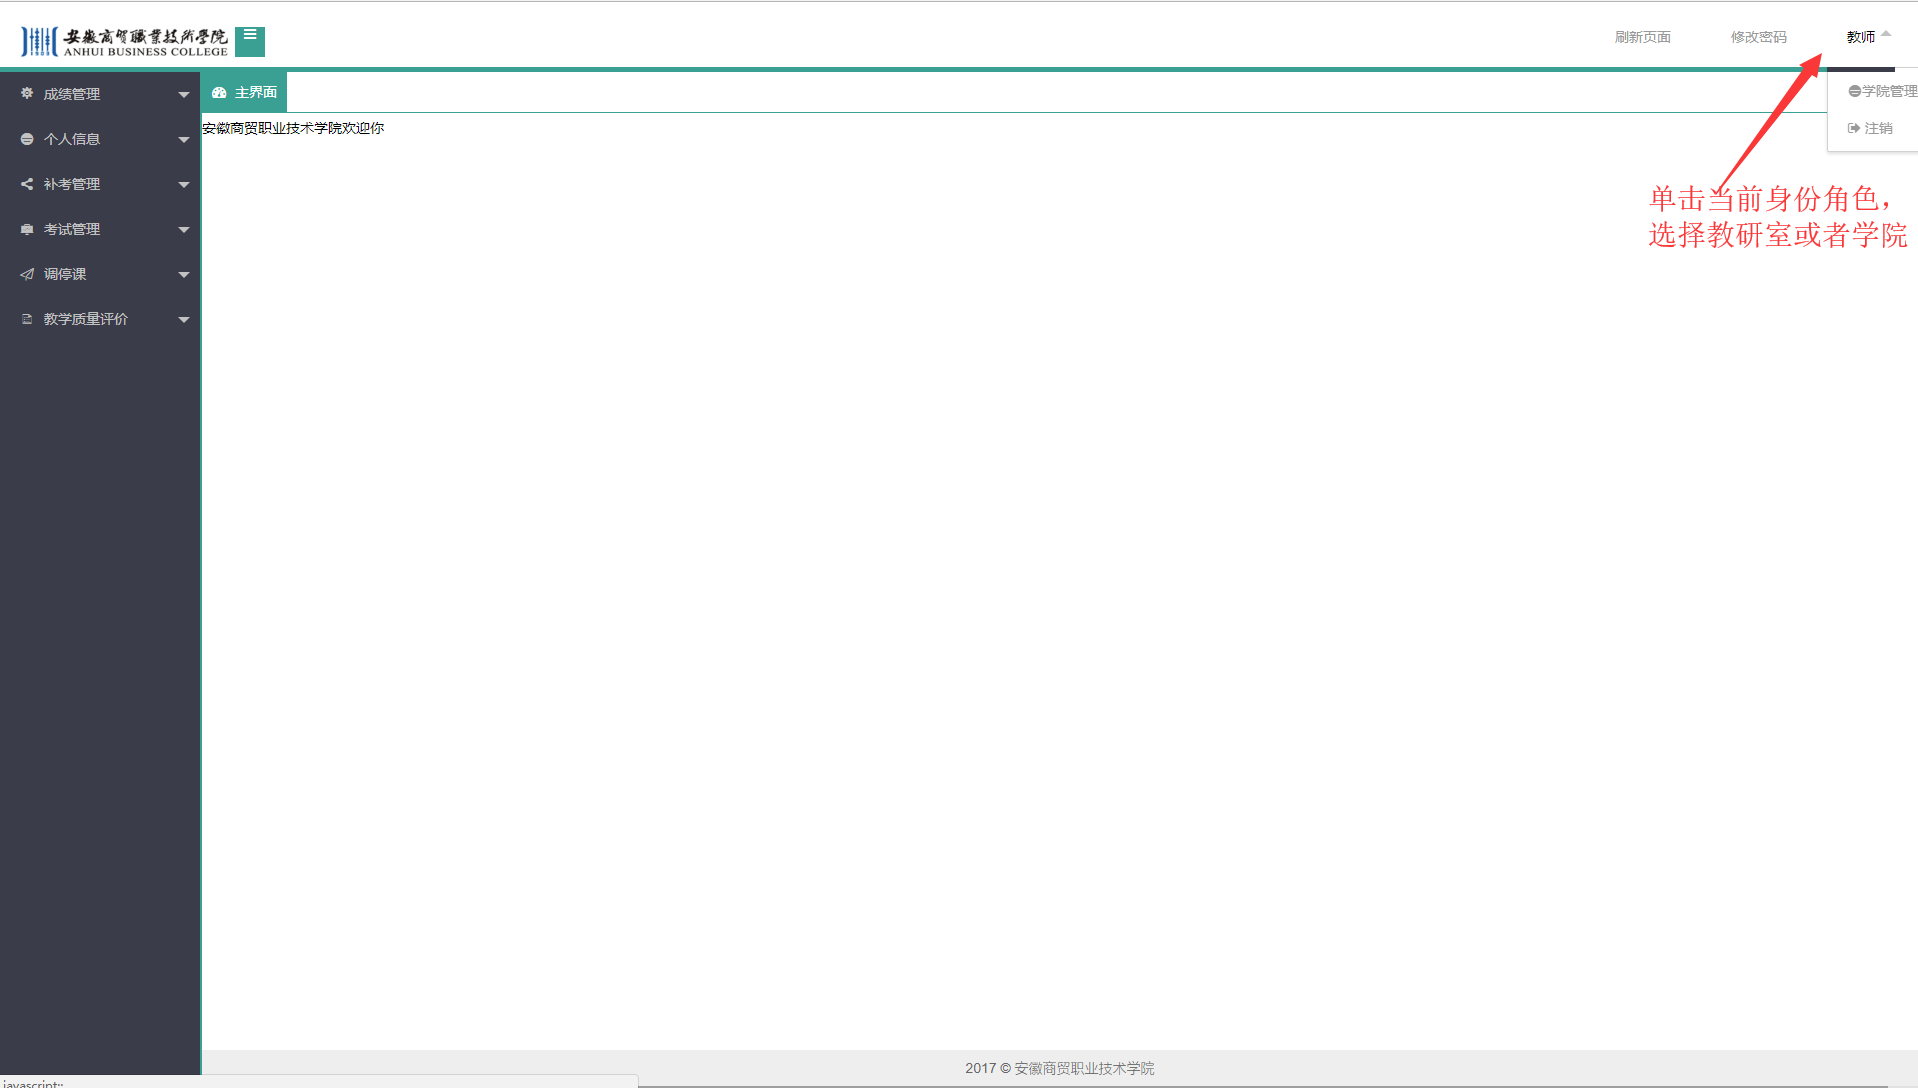 安徽商贸職業技術學院
ANHUI BUSINESS COLLEGE
刷新页面
修改密码
教师
成绩管理
个人信息
补考管理
考试管理
调停课
教学质量评价
主界面
安徽商贸职业技术学院欢迎你
学院管理
注销
单击当前身份角色，
选择教研室或者学院
2017 © 安徽商贸职业技术学院
javascript:;